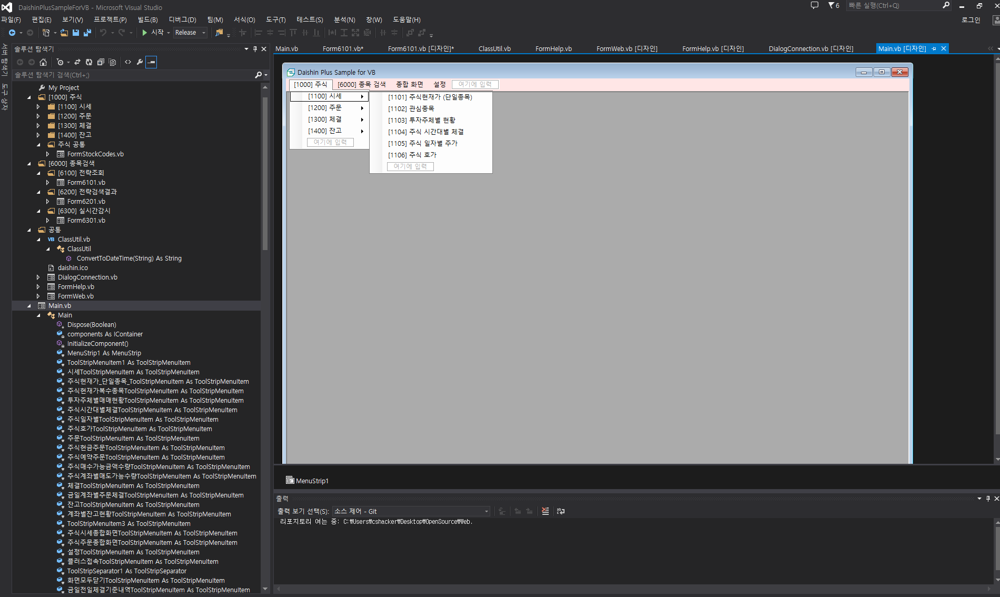 DaishinPlusSampleForVB - Microsoft Visual Studio
6
빠른 실행(Ctrl+Q)
파일(F) 편집(E) 보기(V) 프로젝트(P) 빌드(B) 디버그(D) 팀(M) 서식(O) 도구(T) 테스트(S) 분석(N) 창(W) 도움말(H)
로그인
시작 Release
서버 탐색기
도구 상자
솔루션 탐색기
솔루션 탐색기 검색(Ctrl+;)
My Project
[1000] 주식
[1100] 시세
[1200] 주문
[1300] 체결
[1400] 잔고
주식 공통
FormStockCodes.vb
[6000] 종목검색
[6100] 전략조회
Form6101.vb
[6200] 전략검색결과
Form6201.vb
[6300] 실시간감시
Form6301.vb
공통
VB ClassUtil.vb
ClassUtil
ConvertToDateTime(String) As String
daishin.ico
DialogConnection.vb
FormHelp.vb
FormWeb.vb
Main.vb
Main
Dispose(Boolean)
components As IContainer
InitializeComponent()
MenuStrip1 As MenuStrip
ToolStripMenuItem1 As ToolStripMenuItem
시세ToolStripMenuItem As ToolStripMenuItem
주식현재가_단일종목_ToolStripMenuItem As ToolStripMenuItem
주식현재가복수종목ToolStripMenuItem As ToolStripMenuItem
투자주체별매매현황ToolStripMenuItem As ToolStripMenuItem
주식시간대별체결ToolStripMenuItem As ToolStripMenuItem
주식일자별ToolStripMenuItem As ToolStripMenuItem
주식호가ToolStripMenuItem As ToolStripMenuItem
주문ToolStripMenuItem As ToolStripMenuItem
주식현금주문ToolStripMenuItem As ToolStripMenuItem
주식예약주문ToolStripMenuItem As ToolStripMenuItem
주식매수가능금액수량ToolStripMenuItem As ToolStripMenuItem
주식계좌별매도가능수량ToolStripMenuItem As ToolStripMenuItem
체결ToolStripMenuItem As ToolStripMenuItem
금일계좌별주문체결ToolStripMenuItem As ToolStripMenuItem
잔고ToolStripMenuItem As ToolStripMenuItem
계좌별잔고현황ToolStripMenuItem As ToolStripMenuItem
ToolStripMenuItem3 As ToolStripMenuItem
주식시세종합화면ToolStripMenuItem As ToolStripMenuItem
주식주문종합화면ToolStripMenuItem As ToolStripMenuItem
설정ToolStripMenuItem As ToolStripMenuItem
플러스접속ToolStripMenuItem As ToolStripMenuItem
ToolStripSeparator1 As ToolStripSeparator
화면모두닫기ToolStripMenuItem As ToolStripMenuItem
금일전일체결기준내역ToolStripMenuItem As ToolStripMenuItem
Main.vb Form6101.vb* Form6101.vb [디자인]* ClassUtil.vb FormHelp.vb FormWeb.vb [디자인] FormHelp.vb [디자인] DialogConnection.vb [디자인] Main.vb [디자인]
Daishin Plus Sample for VB
[1000] 주식 [6000] 종목 검색 종합 화면 설정 여기에 입력
[1100] 시세
[1200] 주문
[1300] 체결
[1400] 잔고
여기에 입력
[1101] 주식현재가 (단일종목)
[1102] 관심종목
[1103] 투자주체별 현황
[1104] 주식 시간대별 체결
[1105] 주식 일자별 주가
[1106] 주식 호가
여기에 입력
MenuStrip1
출력
출력 보기 선택(S): 소스 제어 - Git
리포지토리 여는 중: C:₩Users₩cshacker₩Desktop₩OpenSource₩Web.